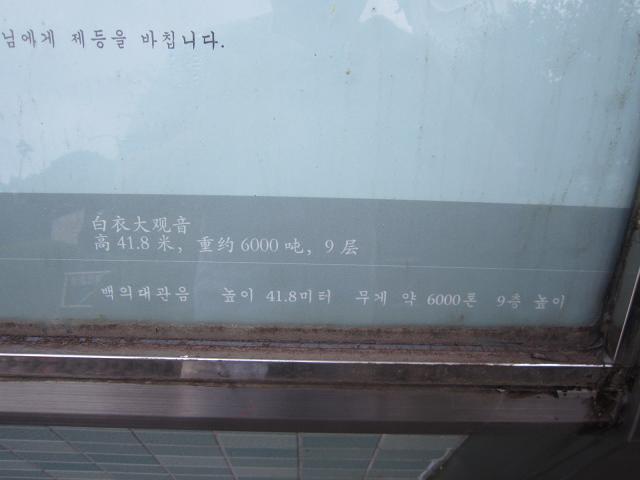 님에게 제등을 바칩니다.
白衣大观音
高 41.8 米，重约 6000 吨，9 层
백의대관음 높이 41.8미터 무게 약 6000톤 9층 높이